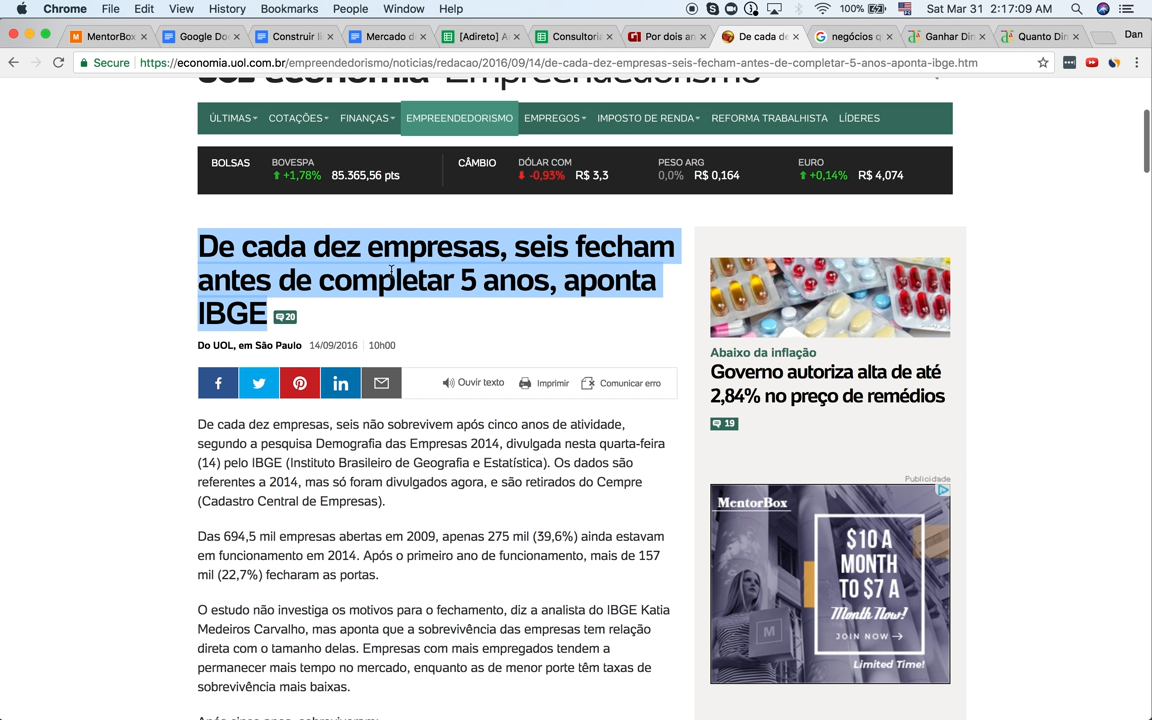 Chrome File Edit View History Bookmarks People Window Help 100% Sat Mar 31 2:17:09 AM
MentorBox Google Do Construir li Mercado d [Adireto] A Consultoria Por dois an De cada de negócios q Ganhar Din Quanto Din Dan
Secure https://economia.uol.com.br/empreendedorismo/noticias/redacao/2016/09/14/de-cada-dez-empresas-seis-fecham-antes-de-completar-5-anos-aponta-ibge.htm
ÚLTIMAS COTAÇÕES FINANÇAS EMPREENDEDORISMO EMPREGOS IMPOSTO DE RENDA REFORMA TRABALHISTA LÍDERES
BOLSAS BOVESPA CÂMBIO DÓLAR COM PESO ARG EURO
+1,78% 85.365,56 pts -0,93% R$ 3,3 0,0% R$ 0,164 +0,14% R$ 4,074
De cada dez empresas, seis fecham
antes de completar 5 anos, aponta
IBGE 20
Do UOL, em São Paulo 14/09/2016 10h00
Ouvir texto Imprimir Comunicar erro
De cada dez empresas, seis não sobrevivem após cinco anos de atividade,
segundo a pesquisa Demografia das Empresas 2014, divulgada nesta quarta-feira
(14) pelo IBGE (Instituto Brasileiro de Geografia e Estatística). Os dados são
referentes a 2014, mas só foram divulgados agora, e são retirados do Cempre
(Cadastro Central de Empresas).
Das 694,5 mil empresas abertas em 2009, apenas 275 mil (39,6%) ainda estavam
em funcionamento em 2014. Após o primeiro ano de funcionamento, mais de 157
mil (22,7%) fecharam as portas.
O estudo não investiga os motivos para o fechamento, diz a analista do IBGE Katia
Medeiros Carvalho, mas aponta que a sobrevivência das empresas tem relação
direta com o tamanho delas. Empresas com mais empregados tendem a
permanecer mais tempo no mercado, enquanto as de menor porte têm taxas de
sobrevivência mais baixas.
Abaixo da inflação
Governo autoriza alta de até
2,84% no preço de remédios
19
Publicidade
MentorBox
$10 A
MONTH
TO $7 A
Month Now!
JOIN NOW
Limited Time!
M